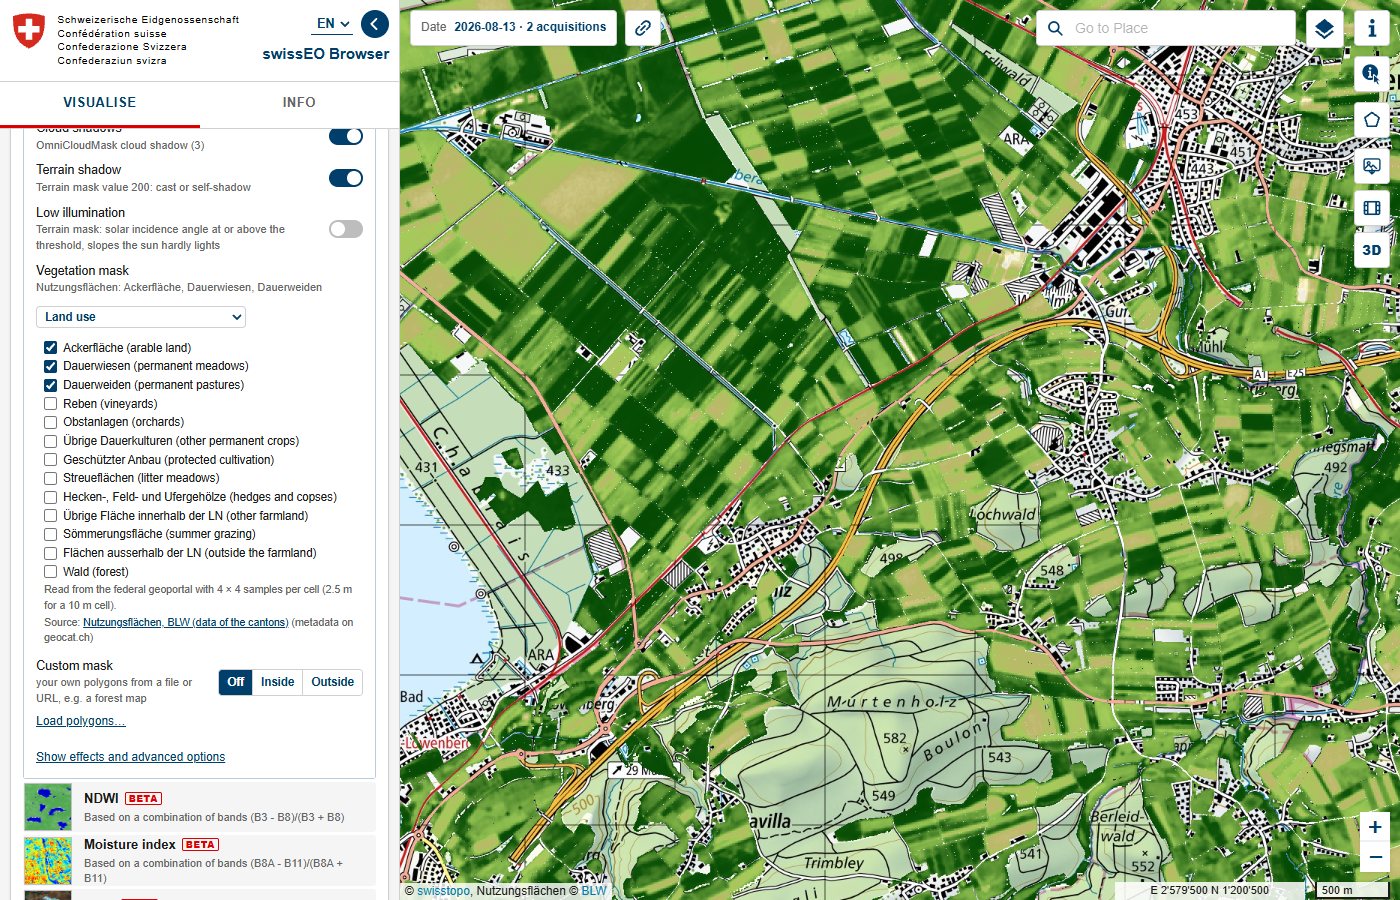 Schweizerische Eidgenossenschaft
Confédération suisse
Confederazione Svizzera
Confederaziun svizra
EN
swissEO Browser
VISUALISE
INFO
Cloud shadows
OmniCloudMask cloud shadow (3)
Terrain shadow
Terrain mask value 200: cast or self-shadow
Low illumination
Terrain mask: solar incidence angle at or above the
threshold, slopes the sun hardly lights
Vegetation mask
Nutzungsflächen: Ackerfläche, Dauerwiesen, Dauerweiden
Land use
Ackerfläche (arable land)
Dauerwiesen (permanent meadows)
Dauerweiden (permanent pastures)
Reben (vineyards)
Obstanlagen (orchards)
Übrige Dauerkulturen (other permanent crops)
Geschützter Anbau (protected cultivation)
Streueflächen (litter meadows)
Hecken-, Feld- und Ufergehölze (hedges and copses)
Übrige Fläche innerhalb der LN (other farmland)
Sömmerungsfläche (summer grazing)
Flächen ausserhalb der LN (outside the farmland)
Wald (forest)
Read from the federal geoportal with 4 × 4 samples per cell (2.5 m
for a 10 m cell).
Source: Nutzungsflächen, BLW (data of the cantons) (metadata on
geocat.ch)
Custom mask
your own polygons from a file or
URL, e.g. a forest map
Off
Inside
Outside
Load polygons…
Show effects and advanced options
NDWI BETA
Based on a combination of bands (B3 - B8)/(B3 + B8)
Moisture index BETA
Based on a combination of bands (B8A - B11)/(B8A +
B11)
Date 2026-08-13 · 2 acquisitions
Go to Place
3D
ARA
453
451
443
Gur
A1
E25
492
Chablais
431
433
Lochwald
498
548
ARA
Bad
Löwenberg
Murtenholz
582
Boulon
543
549
541
552
Berleid-
wald
avilla
Trimbley
500
479
© swisstopo, Nutzungsflächen © BLW
E 2'579'500 N 1'200'500
500 m